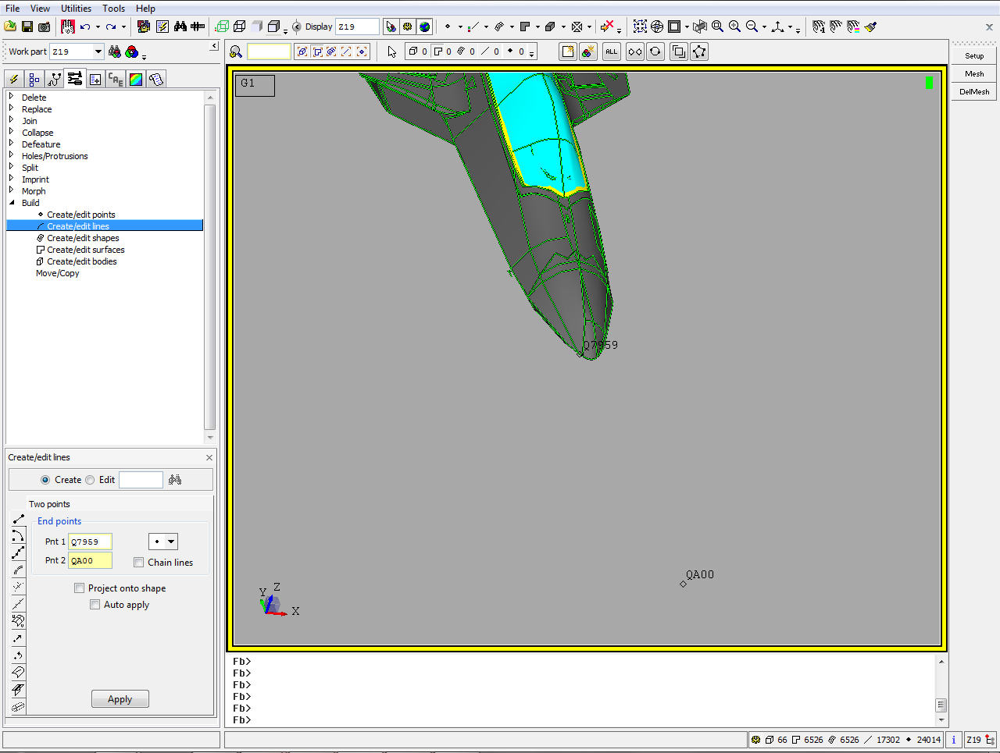 File View Utilities Tools Help
Display Z19
Work part Z19
0 0 0 0 0 ALL
Setup
Mesh
DelMesh
CAE
Delete
Replace
Join
Collapse
Defeature
Holes/Protrusions
Split
Imprint
Morph
Build
Create/edit points
Create/edit lines
Create/edit shapes
Create/edit surfaces
Create/edit bodies
Move/Copy
Create/edit lines
Create Edit
Two points
End points
Pnt 1 Q7959
Pnt 2 QA00
Chain lines
Project onto shape
Auto apply
Apply
G1
Q7959
QA00
Y Z X
Fb>
Fb>
Fb>
Fb>
Fb>
Fb>
66 6526 6526 17302 24014 i Z19